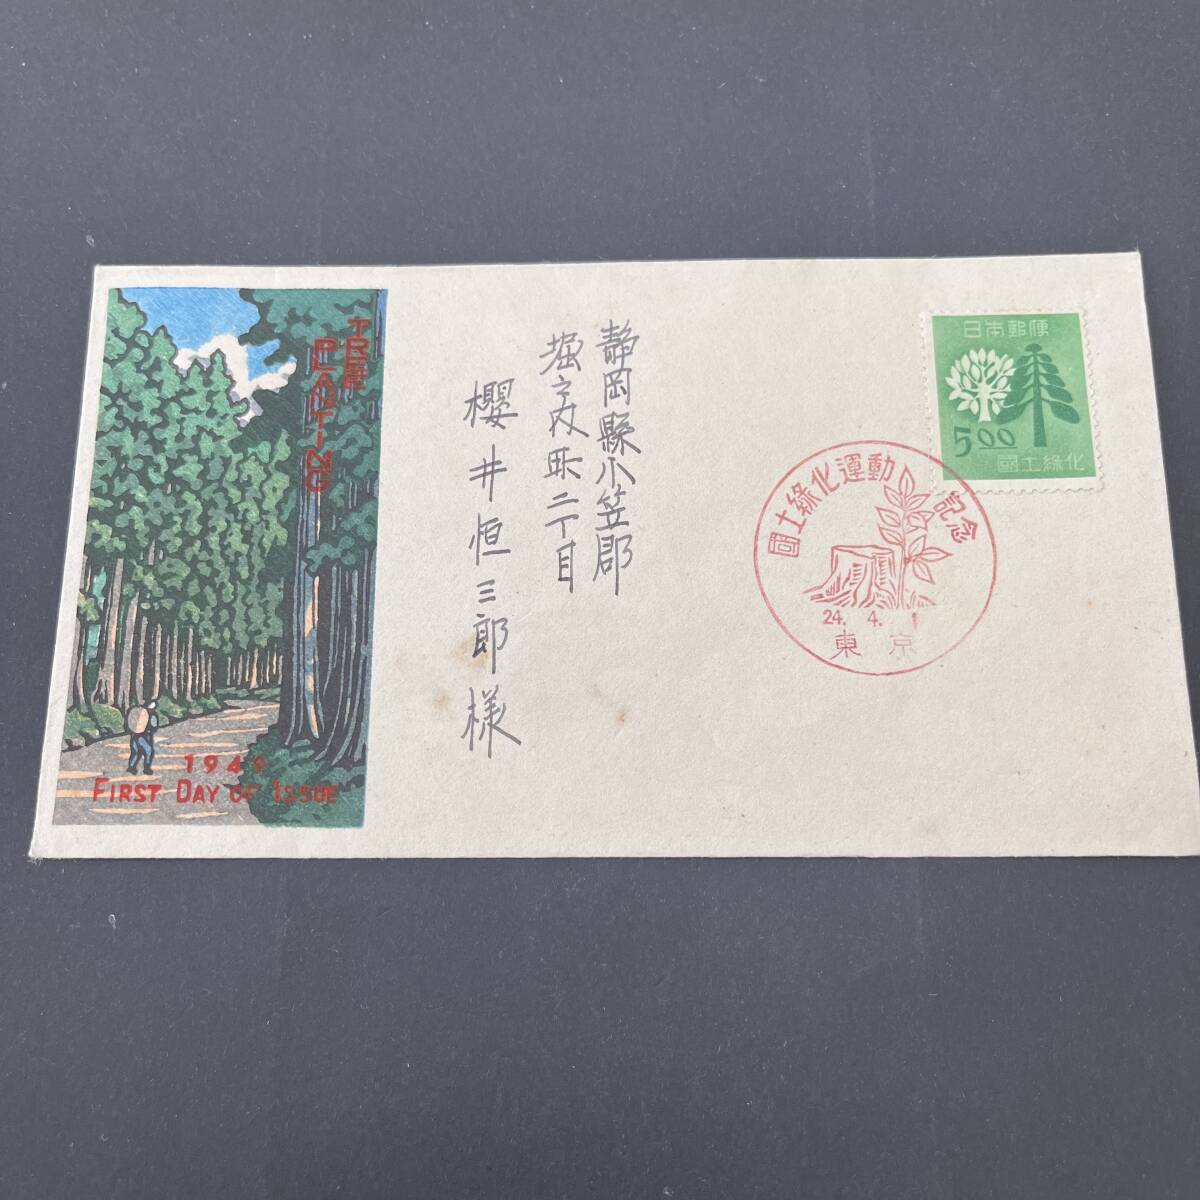 TREE
PLANTING
1949
FIRST DAY OF ISSUE
静岡縣小笠郡
堀之内町二丁目
櫻井恒三郎様
日本郵便
5.00
國土緑化
國土緑化運動 記念
24. 4. 1
東京